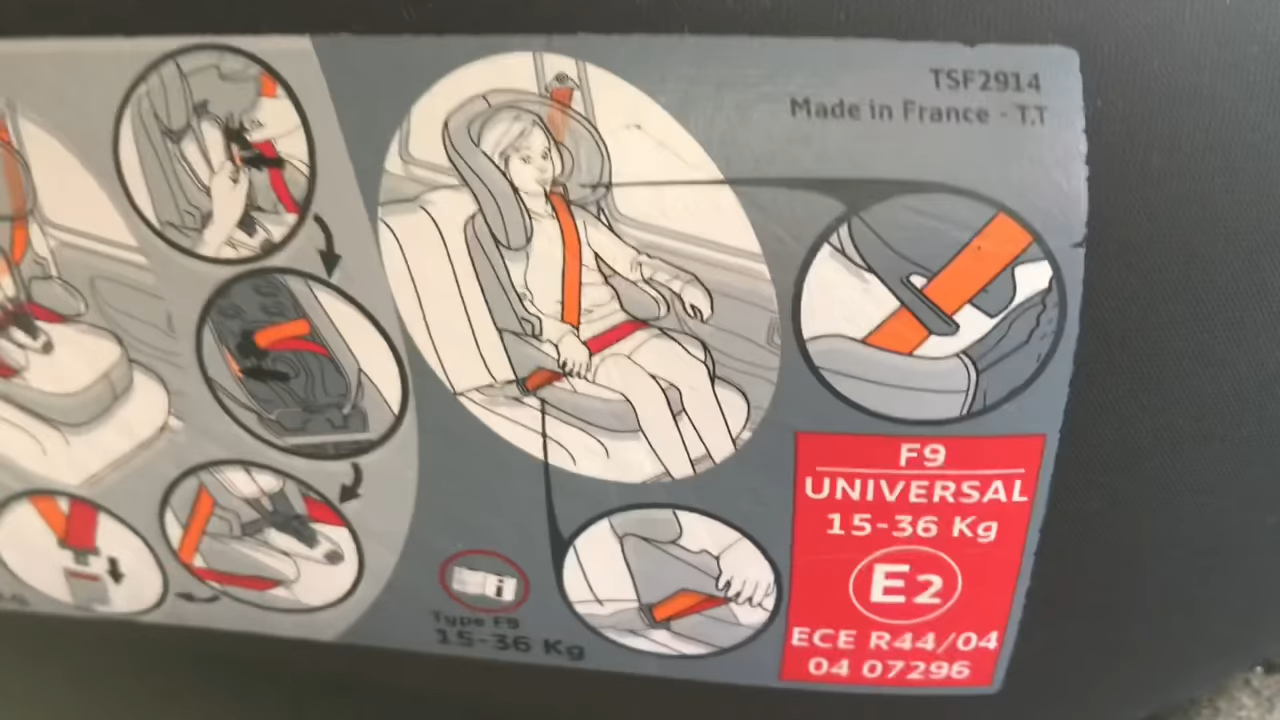 TSF2914
Made in France - T.T
F9
UNIVERSAL
15-36 Kg
E2
ECE R44/04
04 07296
i
Type F9
15-36 Kg